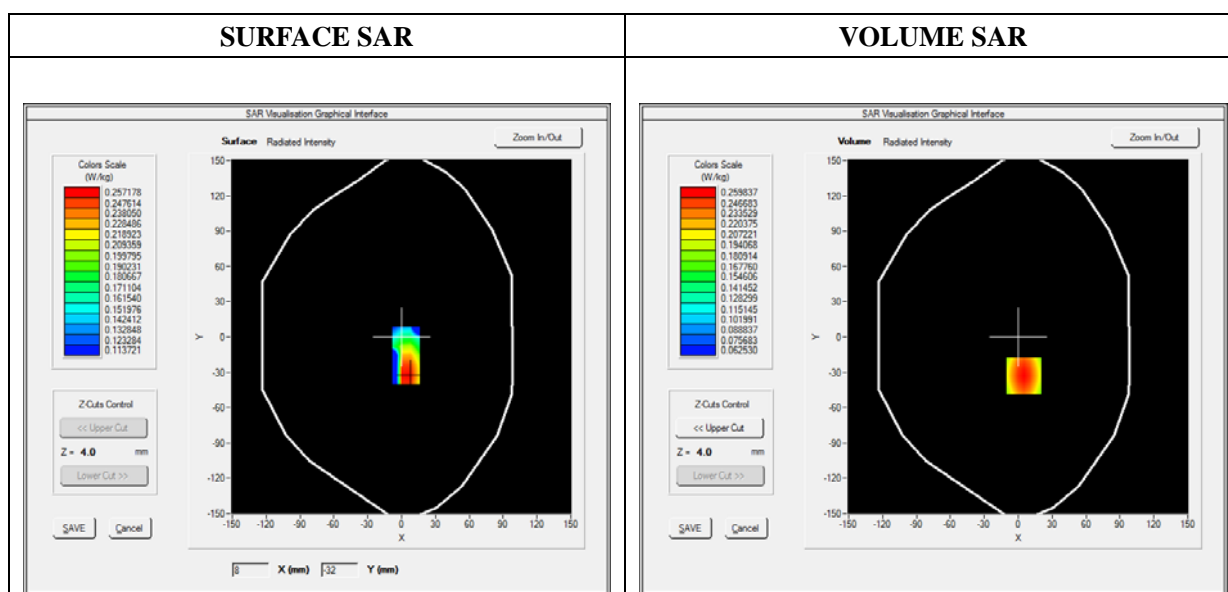 SURFACE SAR
VOLUME SAR
SAR Visualisation Graphical Interface
Surface Radiated Intensity
Zoom In/Out
Colors Scale
(W/kg)
0.257178
0.247614
0.238050
0.228486
0.218923
0.209359
0.199795
0.190231
0.180667
0.171104
0.161540
0.151976
0.142412
0.132848
0.123284
0.113721
150
120
90
60
30
0
-30
-60
-90
-120
-150
Y
-150 -120 -90 -60 -30 0 30 60 90 120 150
X
Z-Cuts Control
<< Upper Cut
Z = 4.0 mm
Lower Cut >>
SAVE Cancel
8 X (mm) -32 Y (mm)
SAR Visualisation Graphical Interface
Volume Radiated Intensity
Zoom In/Out
Colors Scale
(W/kg)
0.259837
0.246683
0.233529
0.220375
0.207221
0.194068
0.180914
0.167760
0.154606
0.141452
0.128299
0.115145
0.101991
0.088837
0.075683
0.062530
150
120
90
60
30
0
-30
-60
-90
-120
-150
Y
-150 -120 -90 -60 -30 0 30 60 90 120 150
X
Z-Cuts Control
<< Upper Cut
Z = 4.0 mm
Lower Cut >>
SAVE Cancel